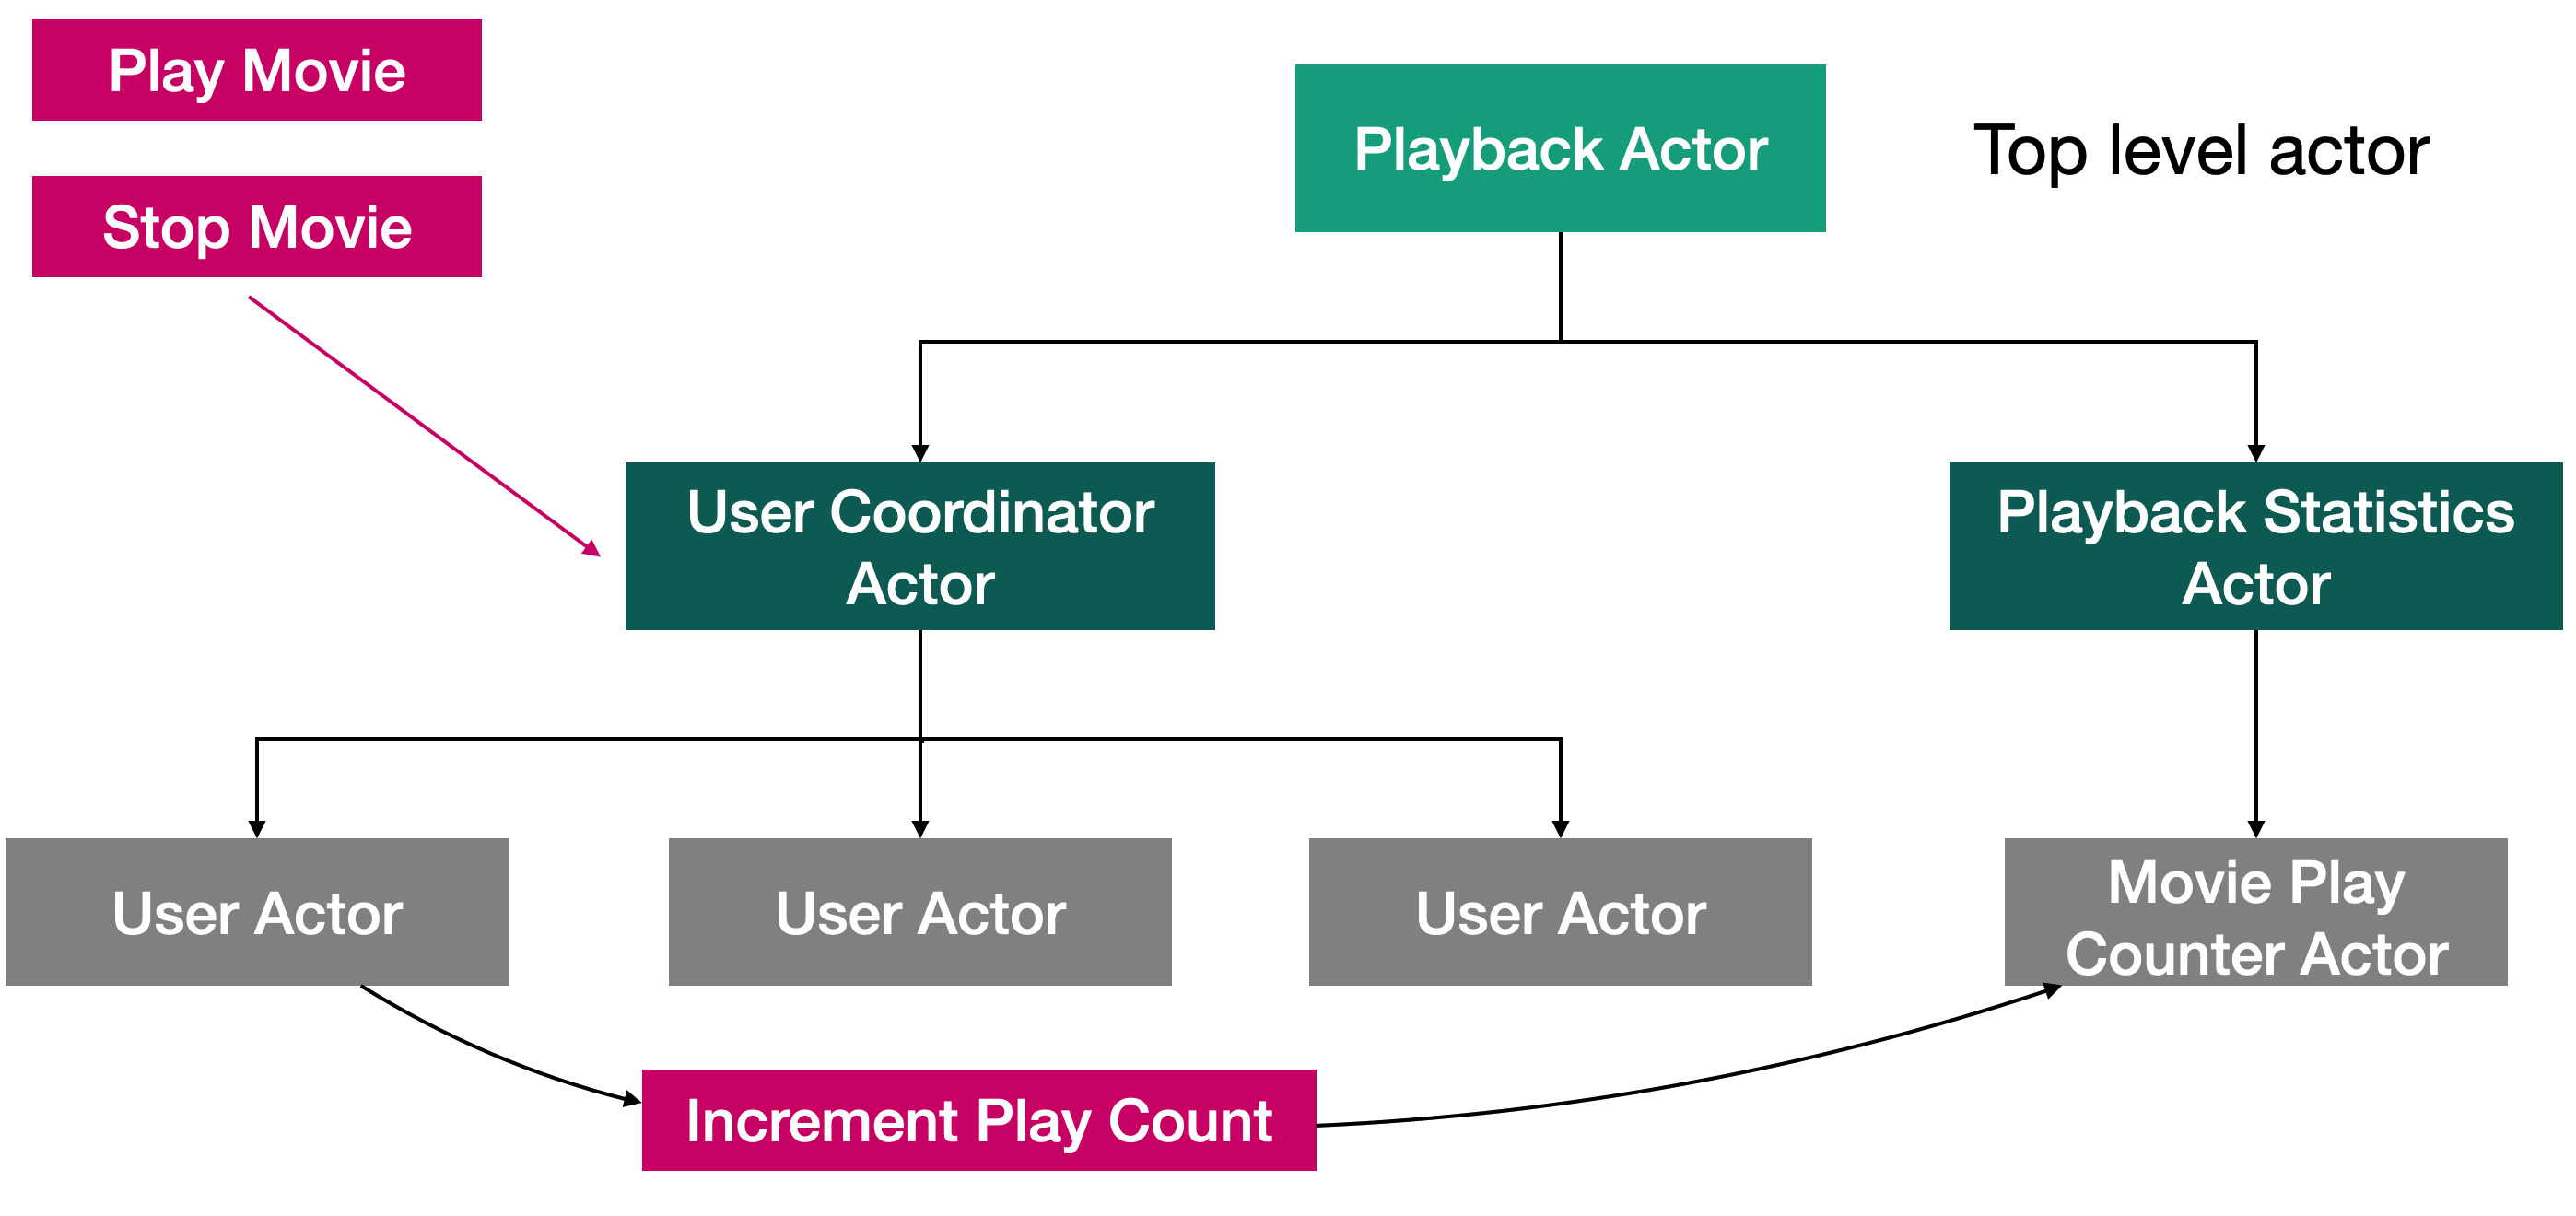 Play Movie
Stop Movie
Playback Actor
Top level actor
User Coordinator
Actor
Playback Statistics
Actor
User Actor
User Actor
User Actor
Movie Play
Counter Actor
Increment Play Count